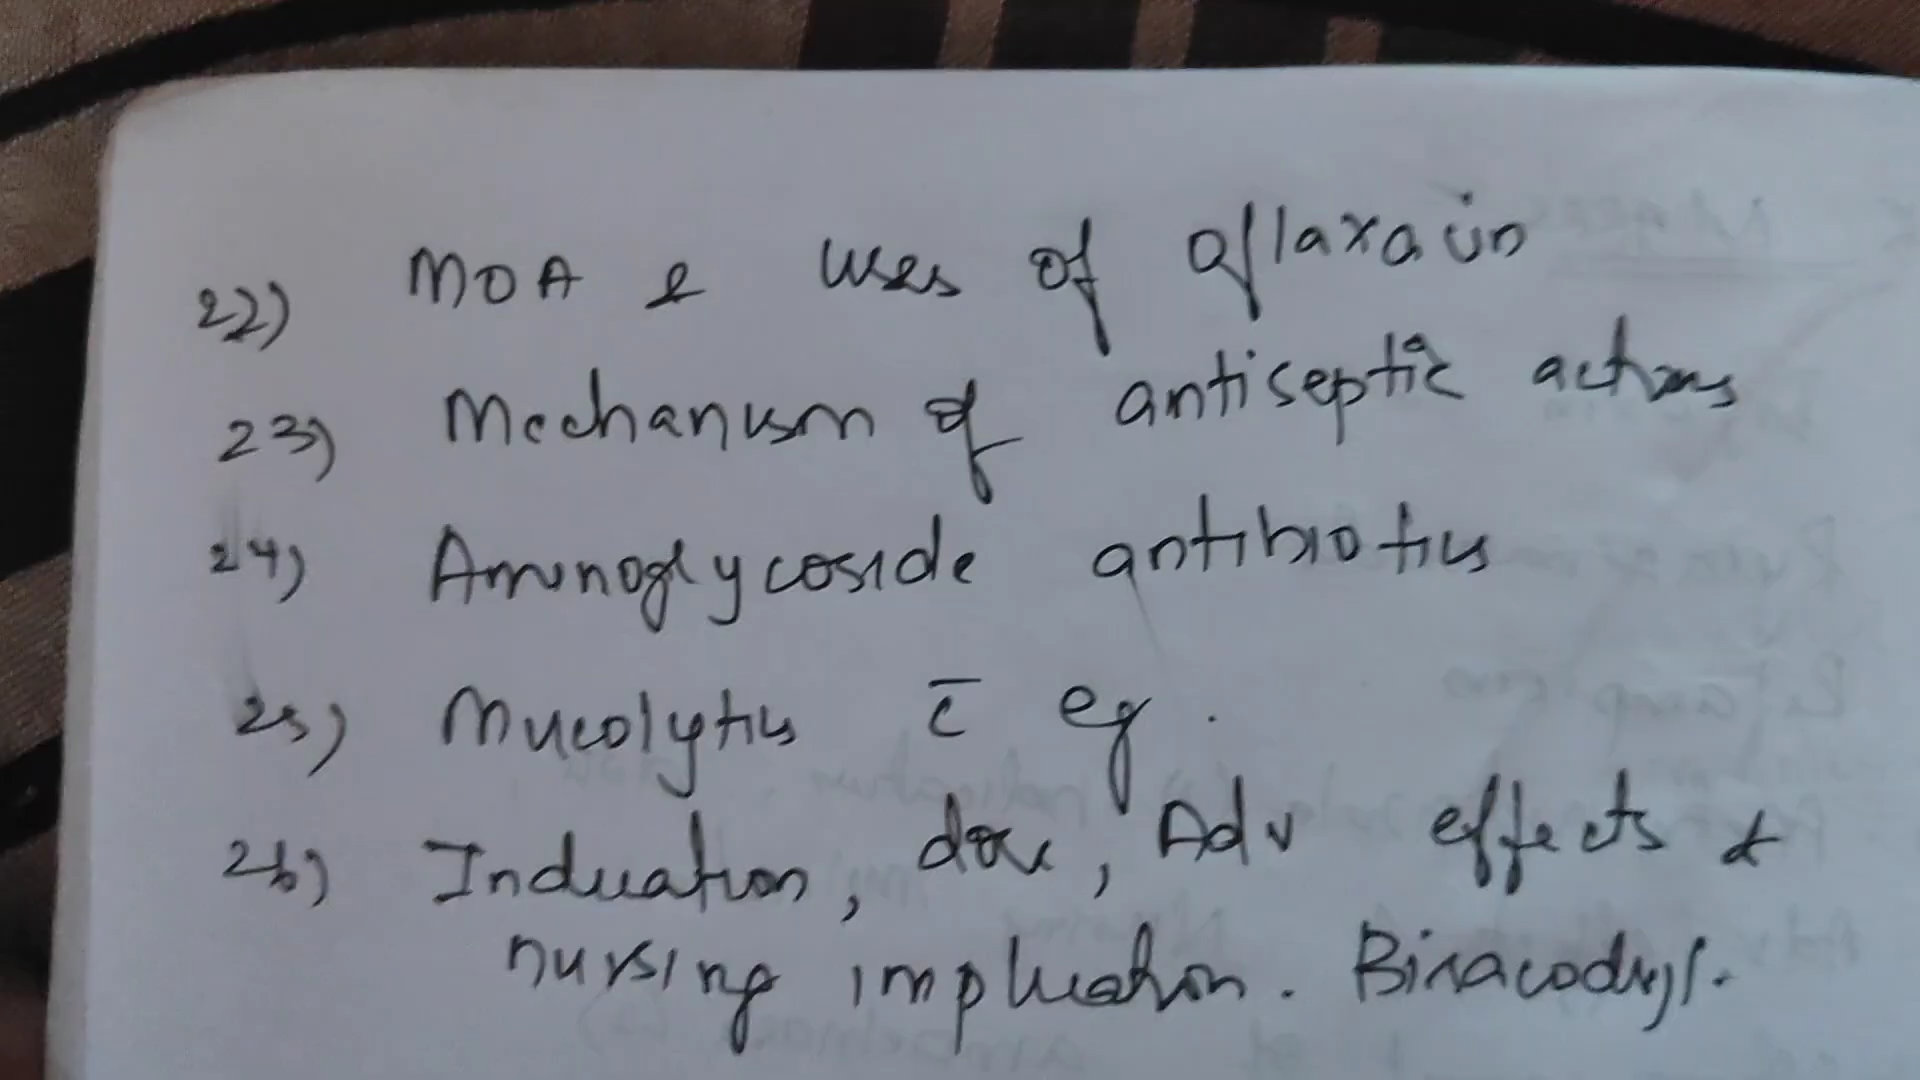 22) MOA & uses of oflaxacin
23) Mechanism of antiseptic actions
24) Aminoglycoside antibiotics
25) Mucolytics c̄ eg.
26) Indication, dose, Adv effects &
nursing implication. Bisacodyl.